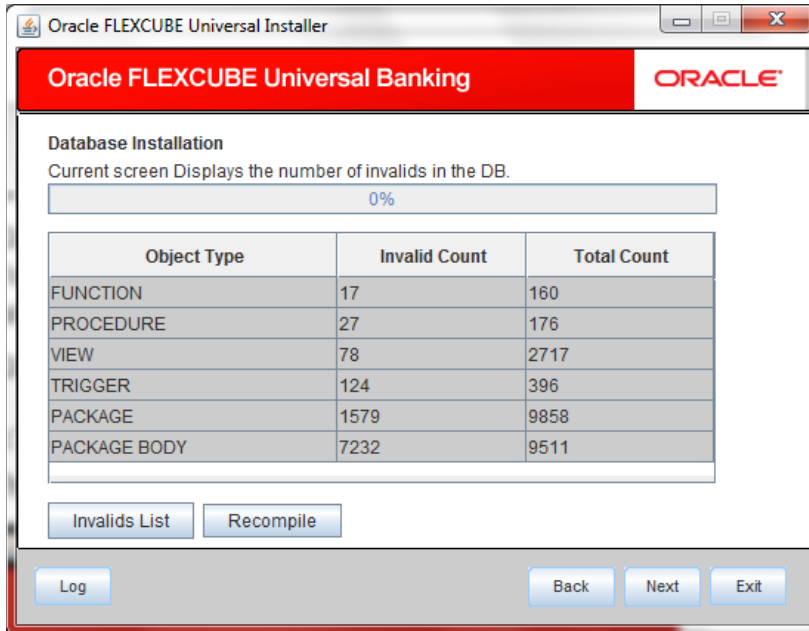 Oracle FLEXCUBE Universal Installer
Oracle FLEXCUBE Universal Banking
ORACLE
Database Installation
Current screen Displays the number of invalids in the DB.
0%
Object Type Invalid Count Total Count
FUNCTION 17 160
PROCEDURE 27 176
VIEW 78 2717
TRIGGER 124 396
PACKAGE 1579 9858
PACKAGE BODY 7232 9511
Invalids List Recompile
Log Back Next Exit